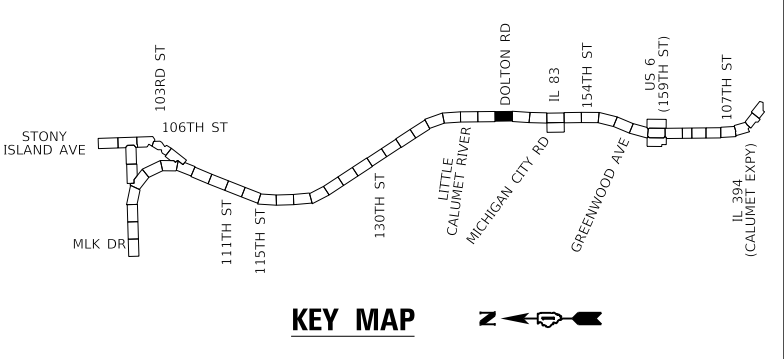 103RD ST
106TH ST
STONY
ISLAND AVE
MLK DR
111TH ST
115TH ST
130TH ST
LITTLE
CALUMET RIVER
DOLTON RD
MICHIGAN CITY RD
IL 83
154TH ST
GREENWOOD AVE
US 6
(159TH ST)
107TH ST
IL 394
(CALUMET EXPY)
KEY MAP
N